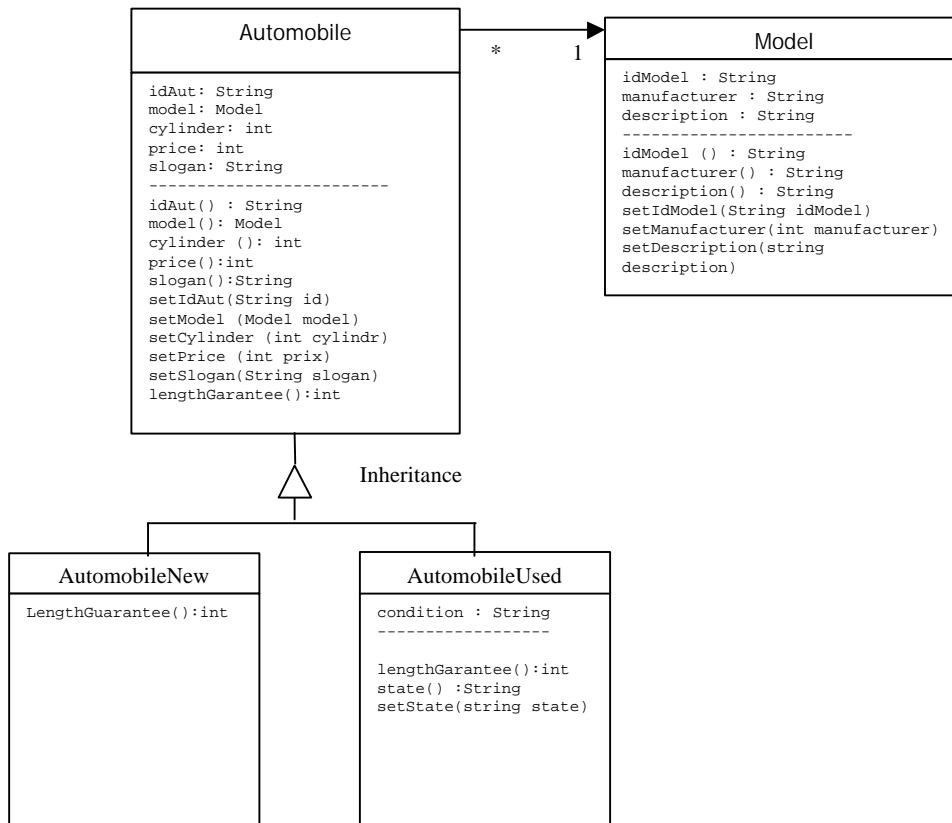 Automobile
idAut: String
model: Model
cylinder: int
price: int
slogan: String
-------------------------
idAut() : String
model(): Model
cylinder (): int
price():int
slogan():String
setIdAut(String id)
setModel (Model model)
setCylinder (int cylindr)
setPrice (int prix)
setSlogan(String slogan)
lengthGarantee():int
* 1
Model
idModel : String
manufacturer : String
description : String
------------------------
idModel () : String
manufacturer() : String
description() : String
setIdModel(String idModel)
setManufacturer(int manufacturer)
setDescription(string
description)
Inheritance
AutomobileNew
LengthGuarantee():int
AutomobileUsed
condition : String
------------------
lengthGarantee():int
state() :String
setState(string state)